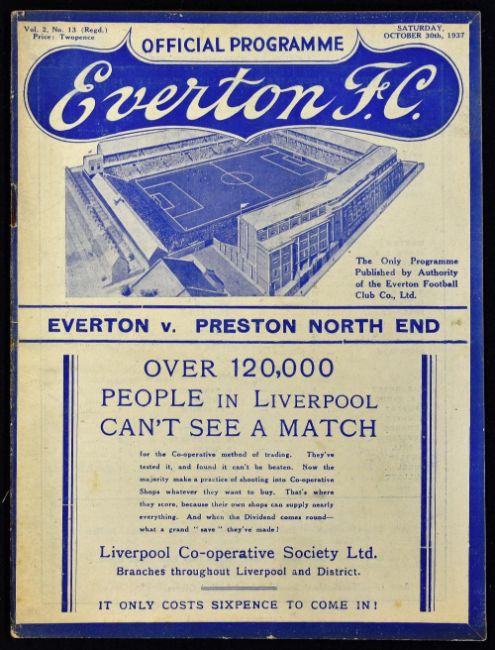 Vol. 2, No. 13 (Regd.)
Price: Twopence
SATURDAY,
OCTOBER 30th, 1937
OFFICIAL PROGRAMME
Everton F.C.
The Only Programme
Published by Authority
of the Everton Football
Club Co., Ltd.
EVERTON v. PRESTON NORTH END
OVER 120,000
PEOPLE IN LIVERPOOL
CAN'T SEE A MATCH
for the Co-operative method of trading. They've
tested it, and found it can't be beaten. Now the
majority make a practice of shooting into Co-operative
Shops whatever they want to buy. That's where
they score, because their own shops can supply nearly
everything. And when the Dividend comes round—
what a grand "save" they've made!
Liverpool Co-operative Society Ltd.
Branches throughout Liverpool and District.
IT ONLY COSTS SIXPENCE TO COME IN!